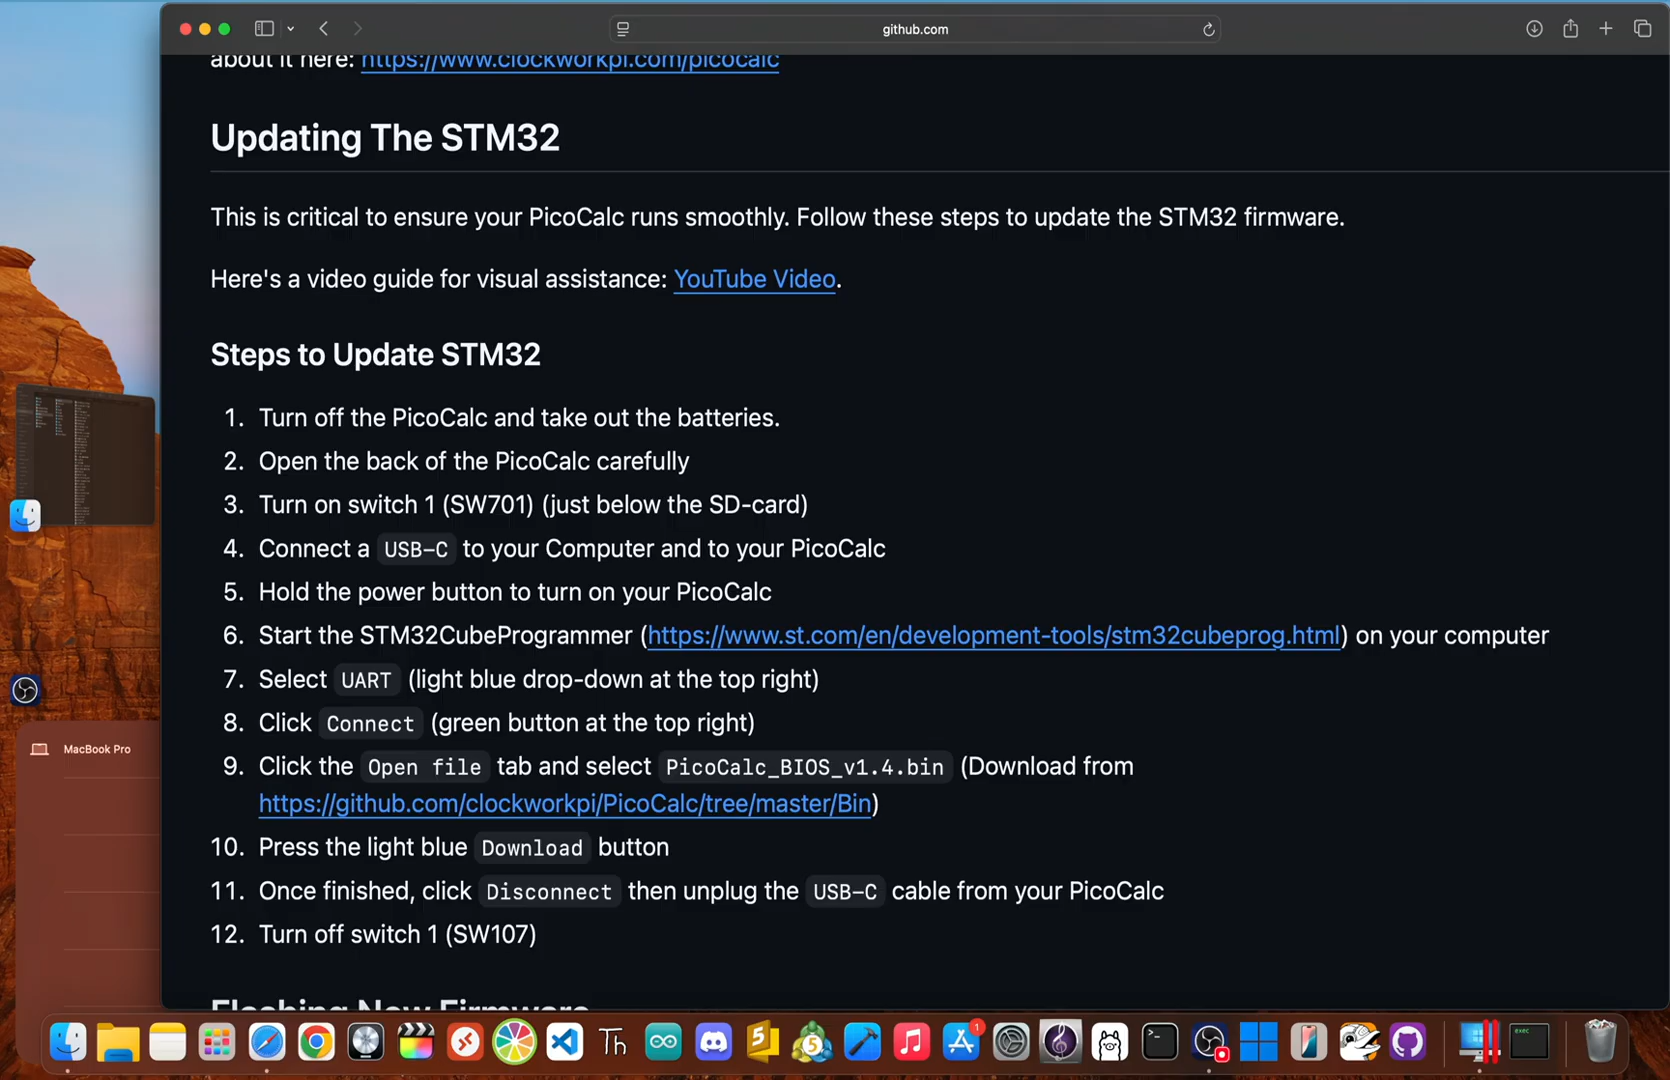 github.com
about it here: https://www.clockworkpi.com/picocalc
Updating The STM32
This is critical to ensure your PicoCalc runs smoothly. Follow these steps to update the STM32 firmware.
Here's a video guide for visual assistance: YouTube Video.
Steps to Update STM32
1. Turn off the PicoCalc and take out the batteries.
2. Open the back of the PicoCalc carefully
3. Turn on switch 1 (SW701) (just below the SD-card)
4. Connect a USB-C to your Computer and to your PicoCalc
5. Hold the power button to turn on your PicoCalc
6. Start the STM32CubeProgrammer (https://www.st.com/en/development-tools/stm32cubeprog.html) on your computer
7. Select UART (light blue drop-down at the top right)
8. Click Connect (green button at the top right)
9. Click the Open file tab and select PicoCalc_BIOS_v1.4.bin (Download from
https://github.com/clockworkpi/PicoCalc/tree/master/Bin)
10. Press the light blue Download button
11. Once finished, click Disconnect then unplug the USB-C cable from your PicoCalc
12. Turn off switch 1 (SW107)
Flashing New Firmware
MacBook Pro
Th
5
5
1
exec